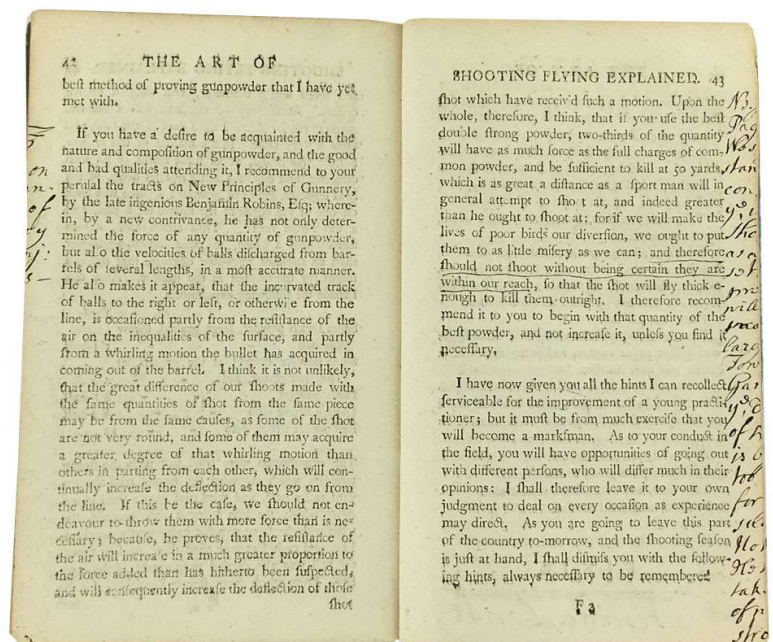 42 THE ART OF
beſt method of proving gunpowder that I have yet
met with.
If you have a deſire to be acquainted with the
nature and compoſition of gunpowder, and the good
and bad qualities attending it, I recommend to your
peruſal the tracts on New Principles of Gunnery,
by the late ingenious Benjamin Robins, Eſq; where-
in, by a new contrivance, he has not only deter-
mined the force of any quantity of gunpowder,
but alſo the velocities of balls diſcharged from bar-
rels of ſeveral lengths, in a moſt accurate manner.
He alſo makes it appear, that the incurvated track
of balls to the right or left, or otherwiſe from the
line, is occaſioned partly from the reſiſtance of the
air on the inequalities of the ſurface, and partly
from a whirling motion the bullet has acquired in
coming out of the barrel. I think it is not unlikely,
that the great difference of our ſhoots made with
the ſame quantities of ſhot from the ſame piece
may be from the ſame cauſes, as ſome of the ſhot
are not very round, and ſome of them may acquire
a greater degree of that whirling motion than
others in parting from each other, which will con-
tinually increaſe the deflection as they go on from
the line. If this be the caſe, we ſhould not en-
deavour to throw them with more force than is ne-
ceſſary; becauſe, he proves, that the reſiſtance of
the air will increaſe in a much greater proportion to
the force added than has hitherto been ſuſpected,
and will conſequently increaſe the deflection of thoſe
ſhot
on
of
y
SHOOTING FLYING EXPLAINED. 43
ſhot which have receiv'd ſuch a motion. Upon the
whole, therefore, I think, that if you uſe the beſt
double ſtrong powder, two-thirds of the quantity
will have as much force as the full charges of com-
mon powder, and be ſufficient to kill at 50 yards,
which is as great a diſtance as a ſportſman will in
general attempt to ſhoot at, and indeed greater
than he ought to ſhoot at; for if we will make the
lives of poor birds our diverſion, we ought to put
them to as little miſery as we can; and therefore
ſhould not ſhoot without being certain they are
within our reach, ſo that the ſhot will fly thick e-
nough to kill them outright. I therefore recom-
mend it to you to begin with that quantity of the
beſt powder, and not increaſe it, unleſs you find it
neceſſary.
I have now given you all the hints I can recollect
ſerviceable for the improvement of a young practi-
tioner; but it muſt be from much exerciſe that you
will become a markſman. As to your conduct in
the field, you will have opportunities of going out
with different perſons, who will differ much in their
opinions: I ſhall therefore leave it to your own
judgment to deal on every occaſion as experience
may direct. As you are going to leave this part
of the country to-morrow, and the ſhooting ſeaſon
is juſt at hand, I ſhall diſmiſs you with the follow-
ing hints, always neceſſary to be remembered
F 2